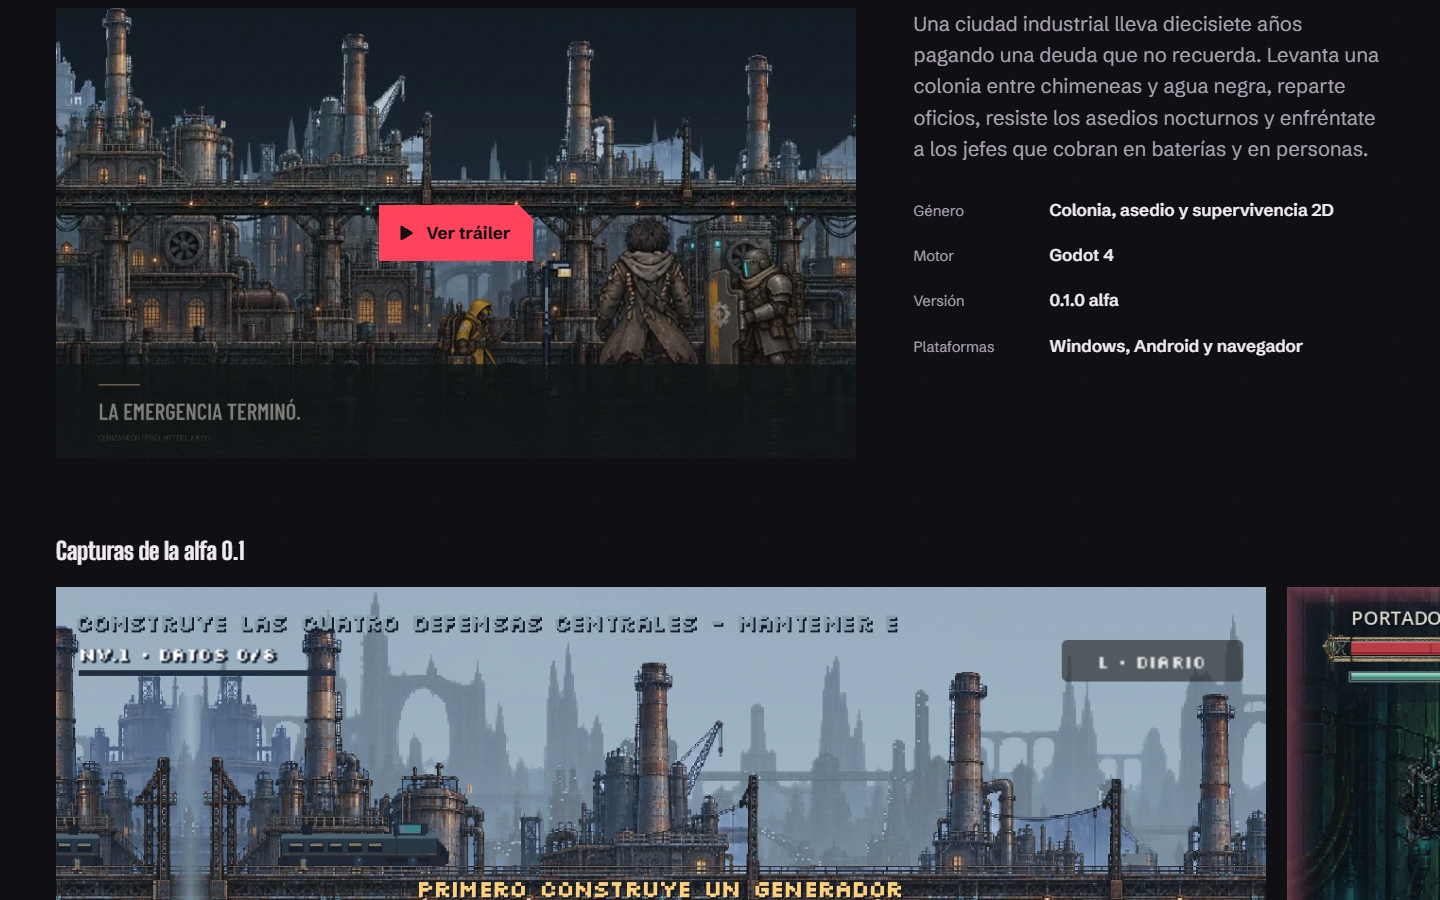 Una ciudad industrial lleva diecisiete años
pagando una deuda que no recuerda. Levanta una
colonia entre chimeneas y agua negra, reparte
oficios, resiste los asedios nocturnos y enfréntate
a los jefes que cobran en baterías y en personas.
Ver tráiler
Género Colonia, asedio y supervivencia 2D
Motor Godot 4
Versión 0.1.0 alfa
Plataformas Windows, Android y navegador
LA EMERGENCIA TERMINÓ.
Capturas de la alfa 0.1
CONSTRUYE LAS CUATRO DEFENSAS CENTRALES - MANTENER E
NV.1 · DATOS 0/6
L · DIARIO
PORTADO
PRIMERO CONSTRUYE UN GENERADOR